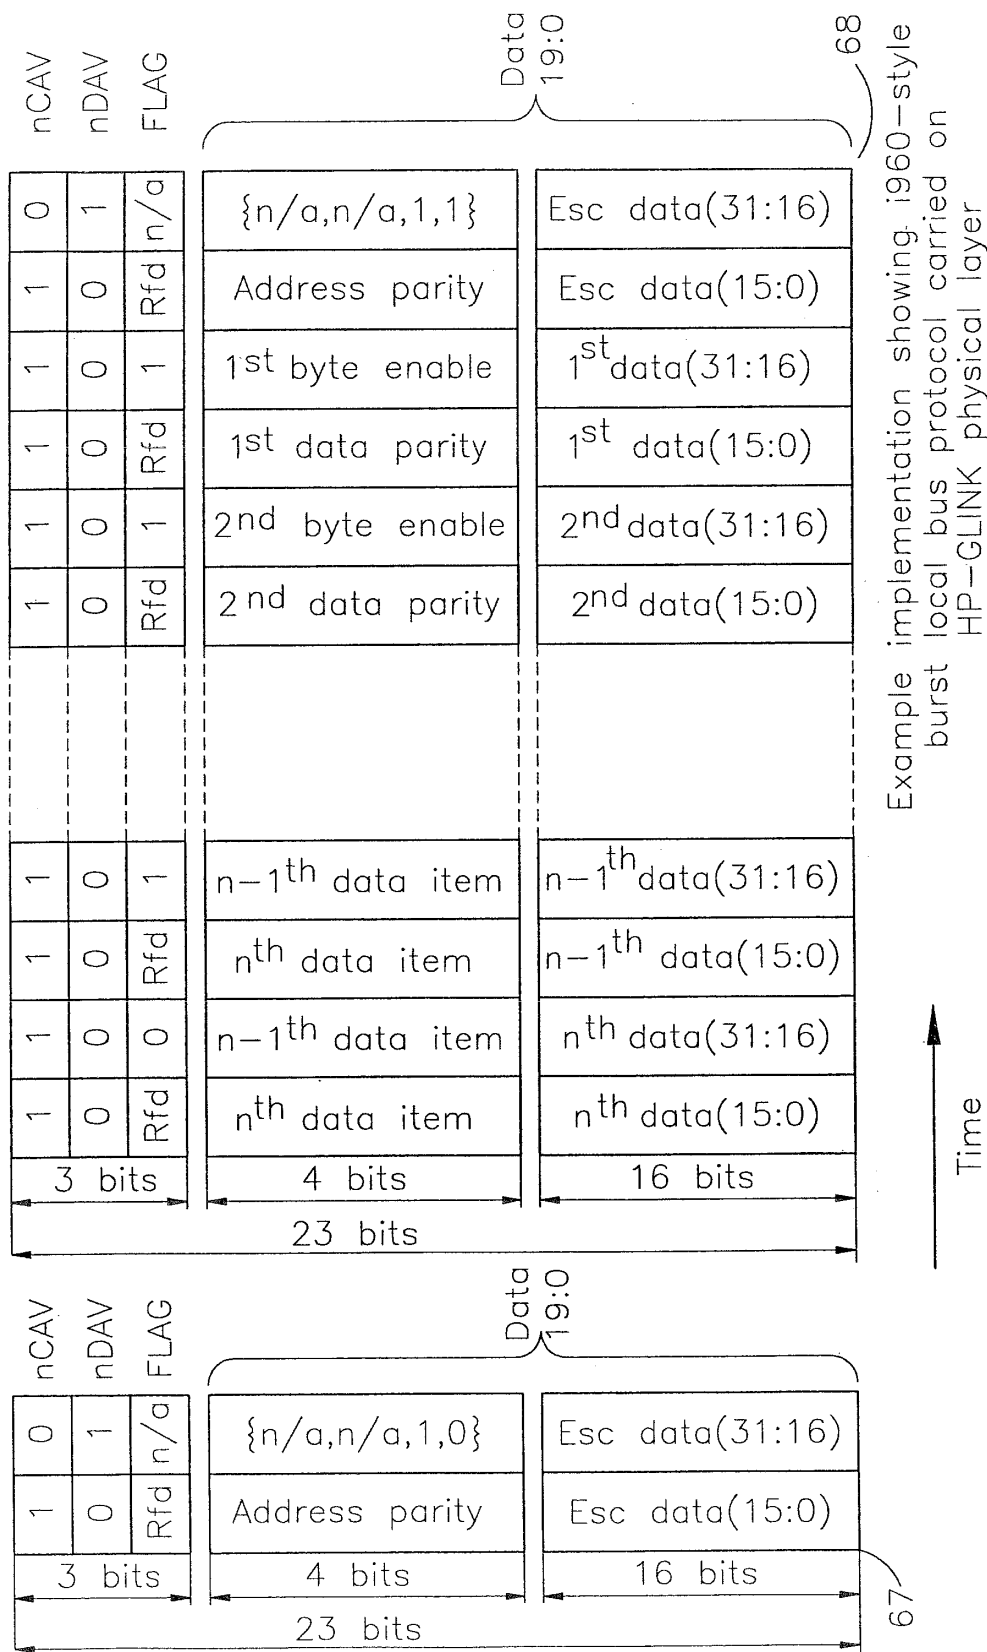 nCAV
nDAV
FLAG
0 1 n/a {n/a,n/a,1,1} Esc data(31:16)
1 0 Rfd Address parity Esc data(15:0)
1 0 1 1st byte enable 1st data(31:16)
1 0 Rfd 1st data parity 1st data(15:0)
1 0 1 2nd byte enable 2nd data(31:16)
1 0 Rfd 2nd data parity 2nd data(15:0)
1 0 1 n-1th data item n-1th data(31:16)
1 0 Rfd nth data item n-1th data(15:0)
1 0 0 n-1th data item nth data(31:16)
1 0 Rfd nth data item nth data(15:0)
3 bits 4 bits 16 bits
23 bits
Data
19:0
68
Example implementation showing i960-style
burst local bus protocol carried on
HP-GLINK physical layer
Time
nCAV
nDAV
FLAG
0 1 n/a {n/a,n/a,1,0} Esc data(31:16)
1 0 Rfd Address parity Esc data(15:0)
3 bits 4 bits 16 bits
23 bits
Data
19:0
67